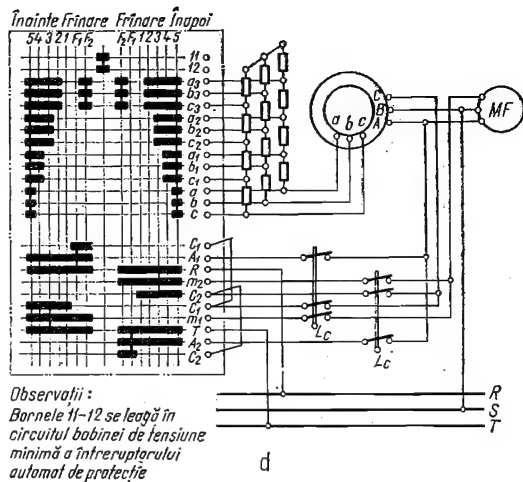 Înainte Frînare Frînare Înapoi
5 4 3 2 1 F₁ F₂ F₂ F₁ 1 2 3 4 5
11
12
a₃
b₃
c₃
a₂
b₂
c₂
a₁
b₁
c₁
a
b
c
C₁
A₁
R
m₂
C₂
C₁
m₁
T
A₂
C₂
C
B
A
a b c
MF
Lc
Lc
R
S
T
Observații :
Bornele 11-12 se leagă în
circuitul bobinei de tensiune
minimă a întreruptorului
automat de protecție
d